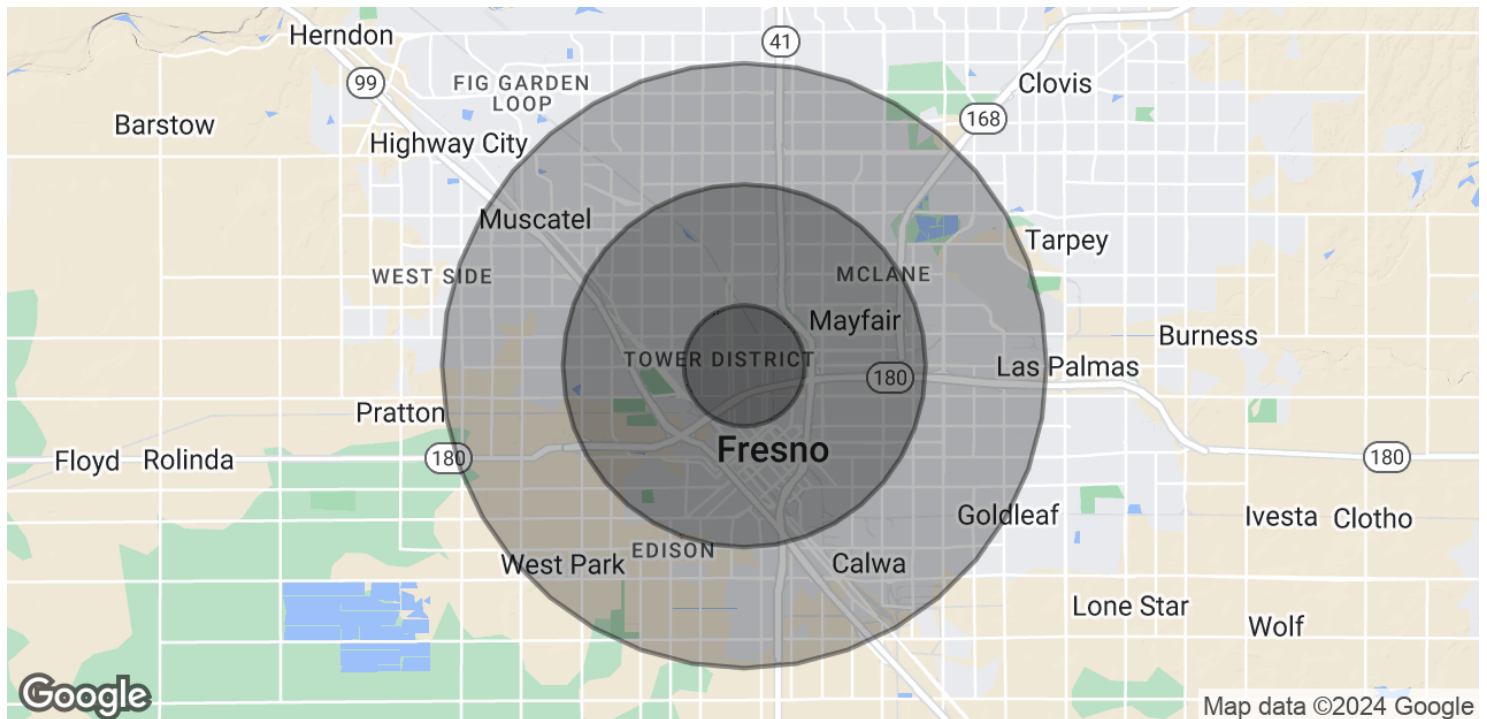 Herndon
41
99
FIG GARDEN
LOOP
Clovis
168
Barstow
Highway City
Muscatel
Tarpey
WEST SIDE
MCLANE
Mayfair
Burness
TOWER DISTRICT
Las Palmas
180
Pratton
Fresno
Floyd
Rolinda
180
180
Goldleaf
Ivesta
Clotho
EDISON
West Park
Calwa
Lone Star
Wolf
Google
Map data ©2024 Google